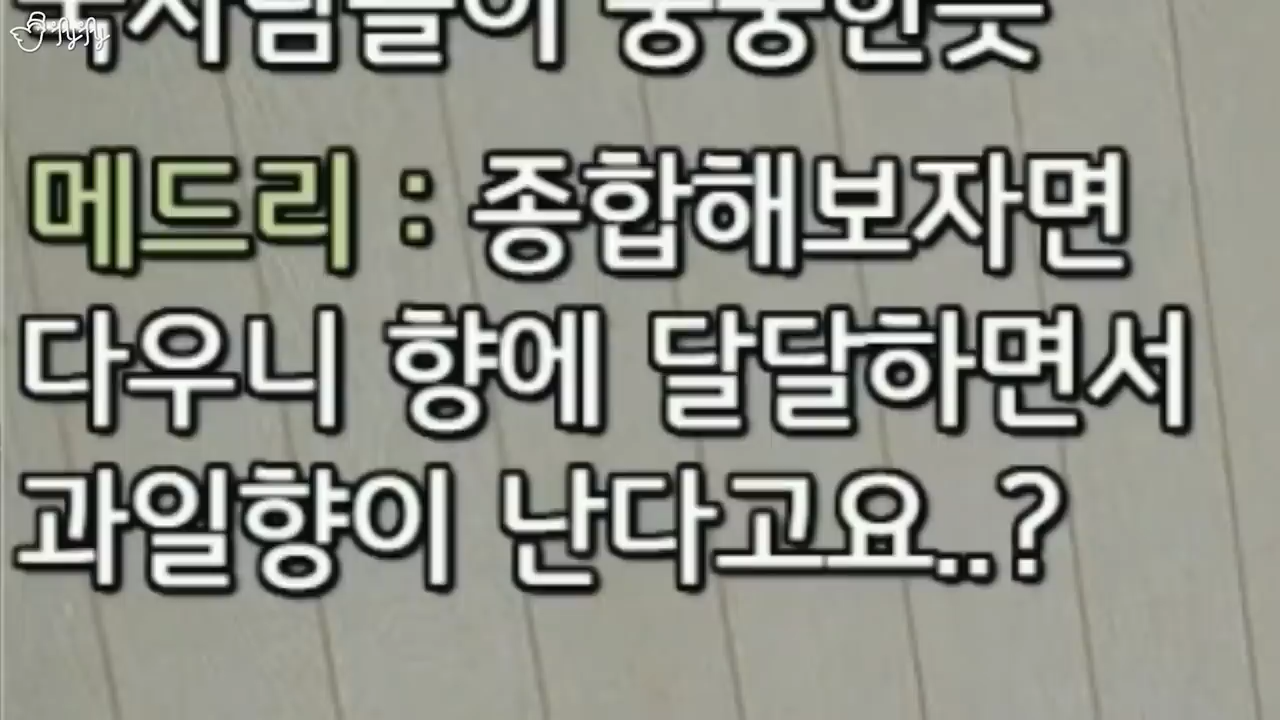 메드리 : 종합해보자면
다우니 향에 달달하면서
과일향이 난다고요..?